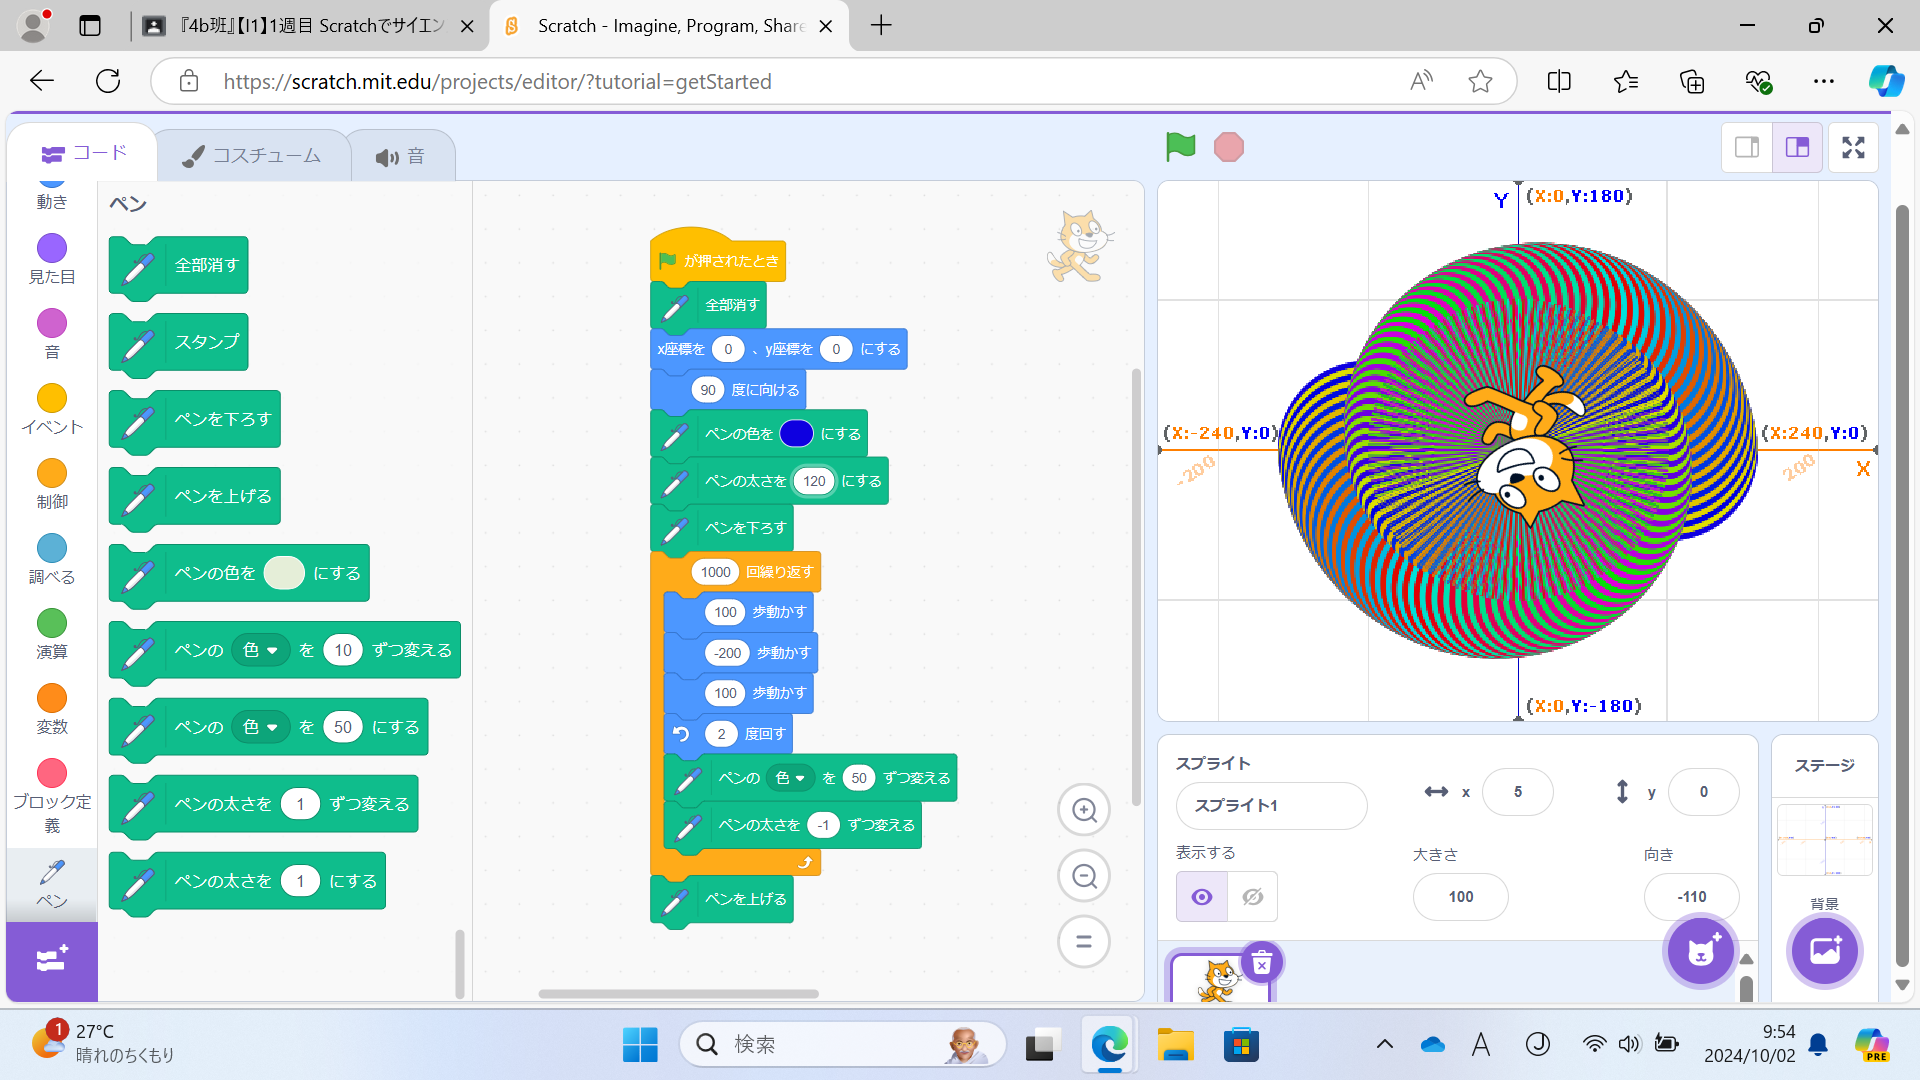 『4b班』【I1】1週目 Scratchでサイエン
Scratch - Imagine, Program, Share
https://scratch.mit.edu/projects/editor/?tutorial=getStarted
コード
コスチューム
音
動き
見た目
音
イベント
制御
調べる
演算
変数
ブロック定義
ペン
ペン
全部消す
スタンプ
ペンを下ろす
ペンを上げる
ペンの色を にする
ペンの 色 を 10 ずつ変える
ペンの 色 を 50 にする
ペンの太さを 1 ずつ変える
ペンの太さを 1 にする
が押されたとき
全部消す
x座標を 0 、y座標を 0 にする
90 度に向ける
ペンの色を にする
ペンの太さを 120 にする
ペンを下ろす
1000 回繰り返す
100 歩動かす
-200 歩動かす
100 歩動かす
2 度回す
ペンの 色 を 50 ずつ変える
ペンの太さを -1 ずつ変える
ペンを上げる
Y (X:0,Y:180)
(X:-240,Y:0)
(X:240,Y:0)
-200
200
X
(X:0,Y:-180)
スプライト
スプライト1
x 5
y 0
表示する
大きさ
100
向き
-110
ステージ
背景
1
27°C
晴れのちくもり
検索
A
J
9:54
2024/10/02
PRE